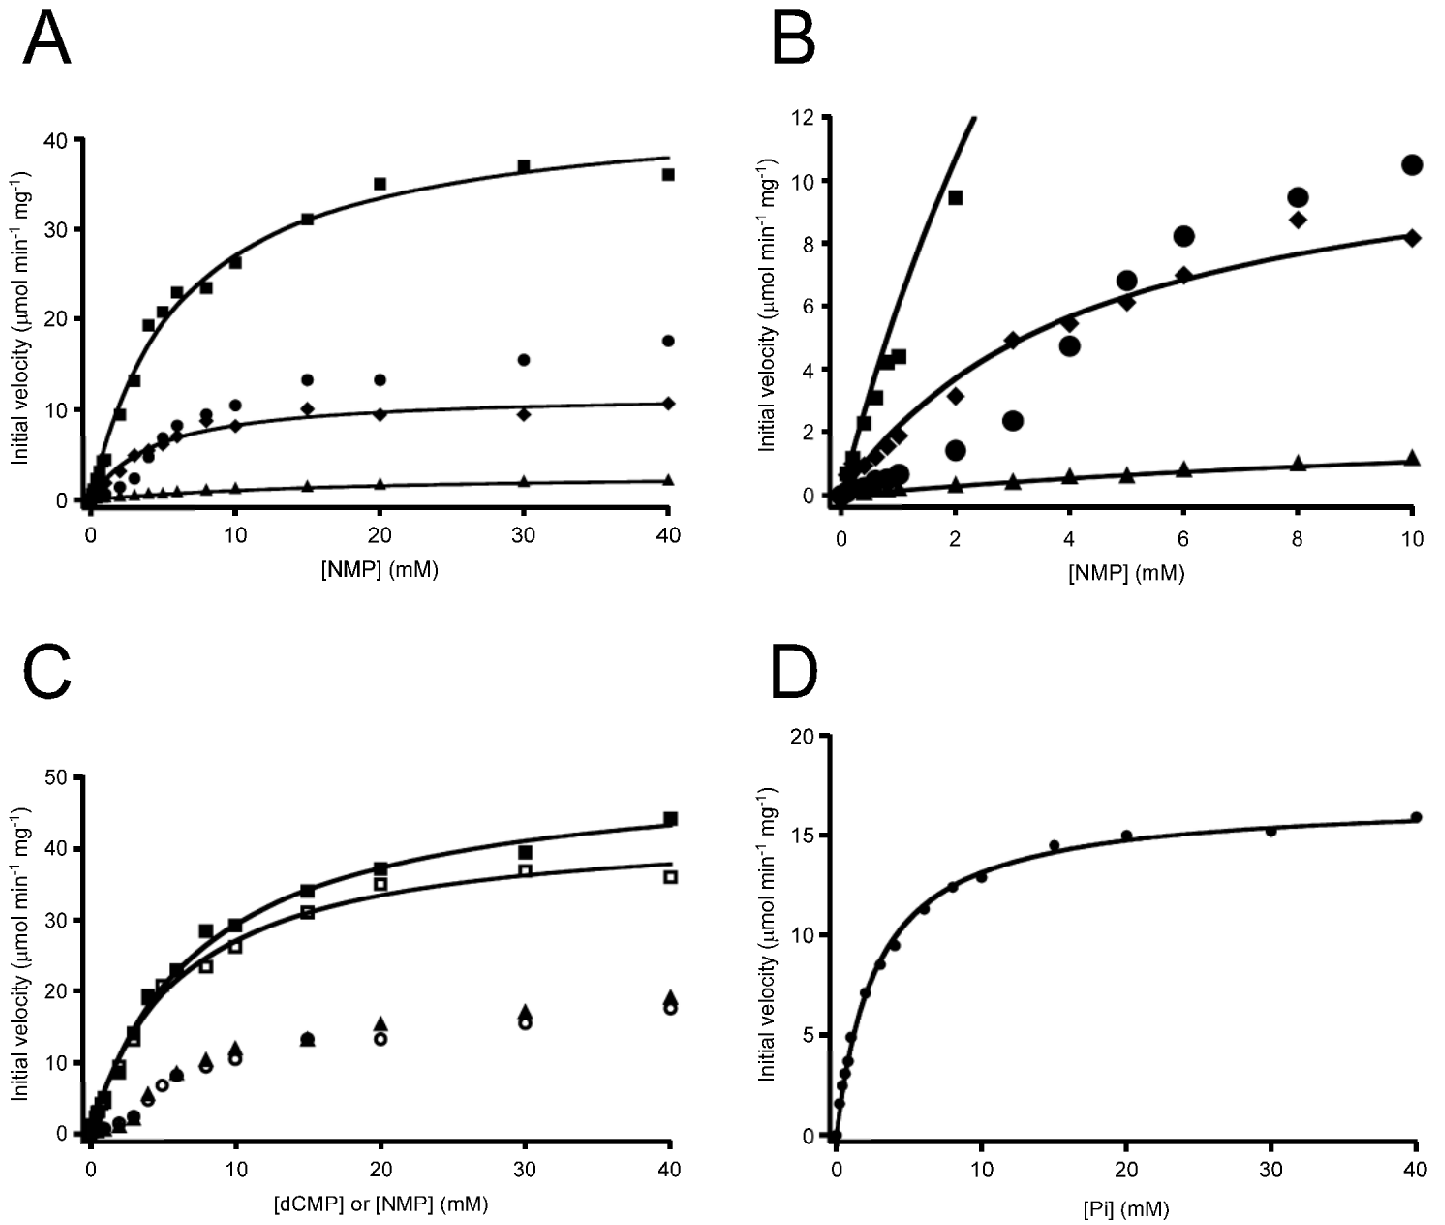 A
Initial velocity (μmol min⁻¹ mg⁻¹)
40
30
20
10
0
0 10 20 30 40
[NMP] (mM)
B
Initial velocity (μmol min⁻¹ mg⁻¹)
12
10
8
6
4
2
0
0 2 4 6 8 10
[NMP] (mM)
C
Initial velocity (μmol min⁻¹ mg⁻¹)
50
40
30
20
10
0
0 10 20 30 40
[dCMP] or [NMP] (mM)
D
Initial velocity (μmol min⁻¹ mg⁻¹)
20
15
10
5
0
0 10 20 30 40
[Pi] (mM)